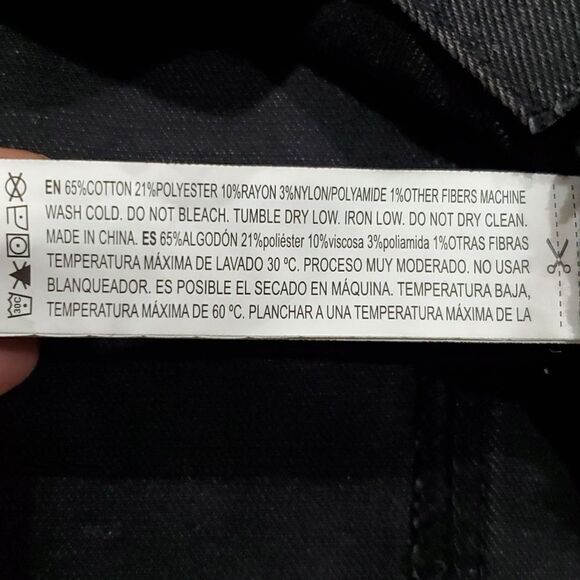 EN 65%COTTON 21%POLYESTER 10%RAYON 3%NYLON/POLYAMIDE 1%OTHER FIBERS MACHINE
WASH COLD. DO NOT BLEACH. TUMBLE DRY LOW. IRON LOW. DO NOT DRY CLEAN.
MADE IN CHINA. ES 65%ALGODÓN 21%poliéster 10%viscosa 3%poliamida 1%OTRAS FIBRAS
TEMPERATURA MÁXIMA DE LAVADO 30 ºC. PROCESO MUY MODERADO. NO USAR
BLANQUEADOR. ES POSIBLE EL SECADO EN MÁQUINA. TEMPERATURA BAJA,
TEMPERATURA MÁXIMA DE 60 ºC. PLANCHAR A UNA TEMPERATURA MÁXIMA DE LA
30C